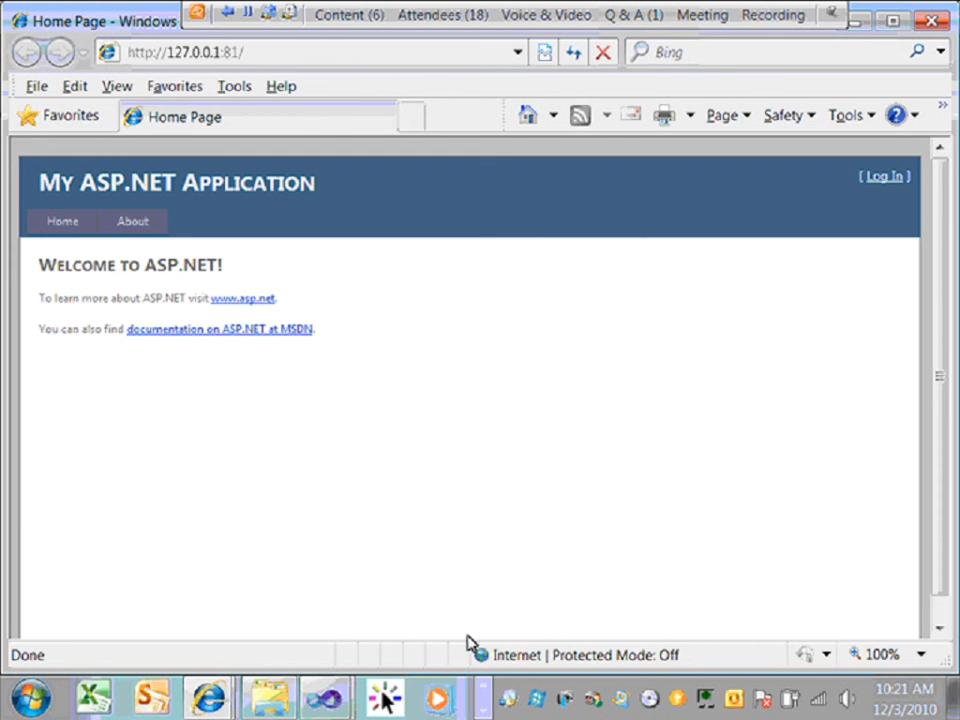 Home Page - Windows
Content (6) Attendees (18) Voice & Video Q & A (1) Meeting Recording
http://127.0.0.1:81/
Bing
File Edit View Favorites Tools Help
Favorites Home Page Page Safety Tools
MY ASP.NET APPLICATION
[ Log In ]
Home About
WELCOME TO ASP.NET!
To learn more about ASP.NET visit www.asp.net.
You can also find documentation on ASP.NET at MSDN.
Done Internet | Protected Mode: Off 100%
10:21 AM
12/3/2010